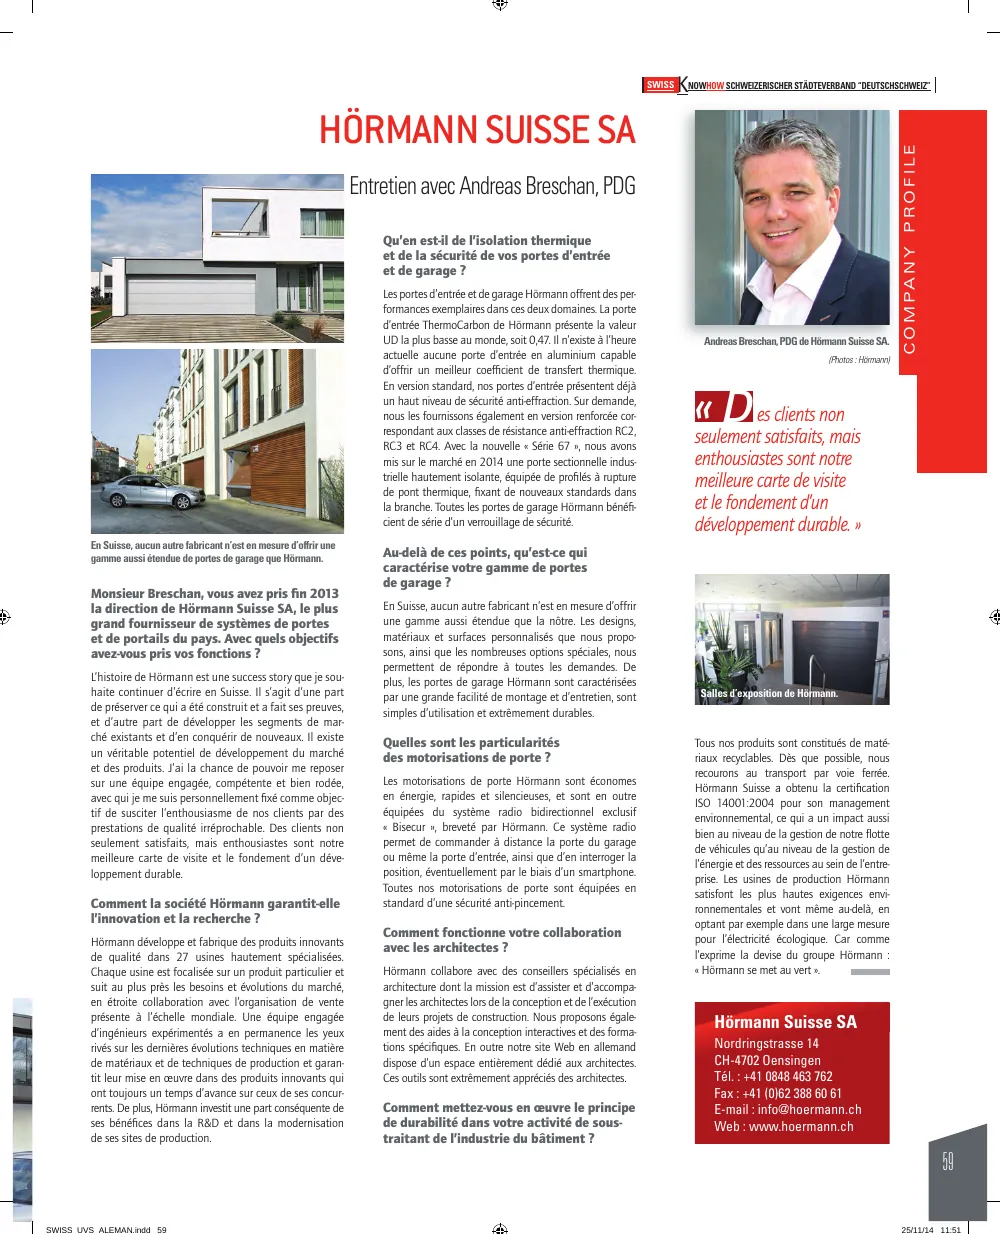 SWISS KNOWHOW SCHWEIZERISCHER STÄDTEVERBAND “DEUTSCHSCHWEIZ”
HÖRMANN SUISSE SA
Entretien avec Andreas Breschan, PDG
En Suisse, aucun autre fabricant n’est en mesure d’offrir une
gamme aussi étendue de portes de garage que Hörmann.
Monsieur Breschan, vous avez pris fin 2013
la direction de Hörmann Suisse SA, le plus
grand fournisseur de systèmes de portes
et de portails du pays. Avec quels objectifs
avez-vous pris vos fonctions ?
L’histoire de Hörmann est une success story que je sou-
haite continuer d’écrire en Suisse. Il s’agit d’une part
de préserver ce qui a été construit et a fait ses preuves,
et d’autre part de développer les segments de mar-
ché existants et d’en conquérir de nouveaux. Il existe
un véritable potentiel de développement du marché
et des produits. J’ai la chance de pouvoir me reposer
sur une équipe engagée, compétente et bien rodée,
avec qui je me suis personnellement fixé comme objec-
tif de susciter l’enthousiasme de nos clients par des
prestations de qualité irréprochable. Des clients non
seulement satisfaits, mais enthousiastes sont notre
meilleure carte de visite et le fondement d’un déve-
loppement durable.
Comment la société Hörmann garantit-elle
l’innovation et la recherche ?
Hörmann développe et fabrique des produits innovants
de qualité dans 27 usines hautement spécialisées.
Chaque usine est focalisée sur un produit particulier et
suit au plus près les besoins et évolutions du marché,
en étroite collaboration avec l’organisation de vente
présente à l’échelle mondiale. Une équipe engagée
d’ingénieurs expérimentés a en permanence les yeux
rivés sur les dernières évolutions techniques en matière
de matériaux et de techniques de production et garan-
tit leur mise en œuvre dans des produits innovants qui
ont toujours un temps d’avance sur ceux de ses concur-
rents. De plus, Hörmann investit une part conséquente de
ses bénéfices dans la R&D et dans la modernisation
de ses sites de production.
Qu’en est-il de l’isolation thermique
et de la sécurité de vos portes d’entrée
et de garage ?
Les portes d’entrée et de garage Hörmann offrent des per-
formances exemplaires dans ces deux domaines. La porte
d’entrée ThermoCarbon de Hörmann présente la valeur
UD la plus basse au monde, soit 0,47. Il n’existe à l’heure
actuelle aucune porte d’entrée en aluminium capable
d’offrir un meilleur coefficient de transfert thermique.
En version standard, nos portes d’entrée présentent déjà
un haut niveau de sécurité anti-effraction. Sur demande,
nous les fournissons également en version renforcée cor-
respondant aux classes de résistance anti-effraction RC2,
RC3 et RC4. Avec la nouvelle « Série 67 », nous avons
mis sur le marché en 2014 une porte sectionnelle indus-
trielle hautement isolante, équipée de profilés à rupture
de pont thermique, fixant de nouveaux standards dans
la branche. Toutes les portes de garage Hörmann bénéfi-
cient de série d’un verrouillage de sécurité.
Au-delà de ces points, qu’est-ce qui
caractérise votre gamme de portes
de garage ?
En Suisse, aucun autre fabricant n’est en mesure d’offrir
une gamme aussi étendue que la nôtre. Les designs,
matériaux et surfaces personnalisés que nous propo-
sons, ainsi que les nombreuses options spéciales, nous
permettent de répondre à toutes les demandes. De
plus, les portes de garage Hörmann sont caractérisées
par une grande facilité de montage et d’entretien, sont
simples d’utilisation et extrêmement durables.
Quelles sont les particularités
des motorisations de porte ?
Les motorisations de porte Hörmann sont économes
en énergie, rapides et silencieuses, et sont en outre
équipées du système radio bidirectionnel exclusif
« Bisecur », breveté par Hörmann. Ce système radio
permet de commander à distance la porte du garage
ou même la porte d’entrée, ainsi que d’en interroger la
position, éventuellement par le biais d’un smartphone.
Toutes nos motorisations de porte sont équipées en
standard d’une sécurité anti-pincement.
Comment fonctionne votre collaboration
avec les architectes ?
Hörmann collabore avec des conseillers spécialisés en
architecture dont la mission est d’assister et d’accompa-
gner les architectes lors de la conception et de l’exécution
de leurs projets de construction. Nous proposons égale-
ment des aides à la conception interactives et des forma-
tions spécifiques. En outre notre site Web en allemand
dispose d’un espace entièrement dédié aux architectes.
Ces outils sont extrêmement appréciés des architectes.
Comment mettez-vous en œuvre le principe
de durabilité dans votre activité de sous-
traitant de l’industrie du bâtiment ?
Andreas Breschan, PDG de Hörmann Suisse SA.
(Photos : Hörmann)
COMPANY PROFILE
« Des clients non
seulement satisfaits, mais
enthousiastes sont notre
meilleure carte de visite
et le fondement d’un
développement durable. »
Salles d’exposition de Hörmann.
Tous nos produits sont constitués de maté-
riaux recyclables. Dès que possible, nous
recourons au transport par voie ferrée.
Hörmann Suisse a obtenu la certification
ISO 14001:2004 pour son management
environnemental, ce qui a un impact aussi
bien au niveau de la gestion de notre flotte
de véhicules qu’au niveau de la gestion de
l’énergie et des ressources au sein de l’entre-
prise. Les usines de production Hörmann
satisfont les plus hautes exigences envi-
ronnementales et vont même au-delà, en
optant par exemple dans une large mesure
pour l’électricité écologique. Car comme
l’exprime la devise du groupe Hörmann :
« Hörmann se met au vert ».
Hörmann Suisse SA
Nordringstrasse 14
CH-4702 Oensingen
Tél. : +41 0848 463 762
Fax : +41 (0)62 388 60 61
E-mail : info@hoermann.ch
Web : www.hoermann.ch
59
SWISS_UVS_ALEMAN.indd 59
25/11/14 11:51